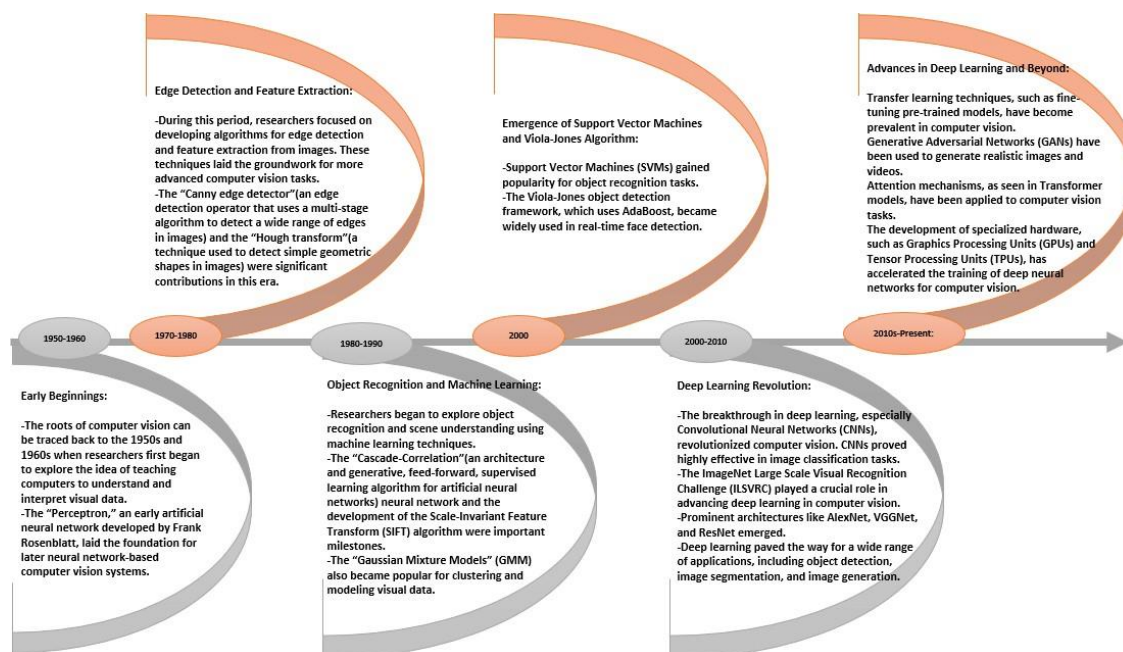 Edge Detection and Feature Extraction:
-During this period, researchers focused on
developing algorithms for edge detection
and feature extraction from images. These
techniques laid the groundwork for more
advanced computer vision tasks.
-The “Canny edge detector”(an edge
detection operator that uses a multi-stage
algorithm to detect a wide range of edges
in images) and the “Hough transform”(a
technique used to detect simple geometric
shapes in images) were significant
contributions in this era.
Emergence of Support Vector Machines
and Viola-Jones Algorithm:
-Support Vector Machines (SVMs) gained
popularity for object recognition tasks.
-The Viola-Jones object detection
framework, which uses AdaBoost, became
widely used in real-time face detection.
Advances in Deep Learning and Beyond:
Transfer learning techniques, such as fine-
tuning pre-trained models, have become
prevalent in computer vision.
Generative Adversarial Networks (GANs) have
been used to generate realistic images and
videos.
Attention mechanisms, as seen in Transformer
models, have been applied to computer vision
tasks.
The development of specialized hardware,
such as Graphics Processing Units (GPUs) and
Tensor Processing Units (TPUs), has
accelerated the training of deep neural
networks for computer vision.
1950-1960
1970-1980
1980-1990
2000
2000-2010
2010s-Present:
Early Beginnings:
-The roots of computer vision can
be traced back to the 1950s and
1960s when researchers first began
to explore the idea of teaching
computers to understand and
interpret visual data.
-The “Perceptron,” an early artificial
neural network developed by Frank
Rosenblatt, laid the foundation for
later neural network-based
computer vision systems.
Object Recognition and Machine Learning:
-Researchers began to explore object
recognition and scene understanding using
machine learning techniques.
-The “Cascade-Correlation”(an architecture
and generative, feed-forward, supervised
learning algorithm for artificial neural
networks) neural network and the
development of the Scale-Invariant Feature
Transform (SIFT) algorithm were important
milestones.
-The “Gaussian Mixture Models” (GMM)
also became popular for clustering and
modeling visual data.
Deep Learning Revolution:
-The breakthrough in deep learning, especially
Convolutional Neural Networks (CNNs),
revolutionized computer vision. CNNs proved
highly effective in image classification tasks.
-The ImageNet Large Scale Visual Recognition
Challenge (ILSVRC) played a crucial role in
advancing deep learning in computer vision.
-Prominent architectures like AlexNet, VGGNet,
and ResNet emerged.
-Deep learning paved the way for a wide range
of applications, including object detection,
image segmentation, and image generation.